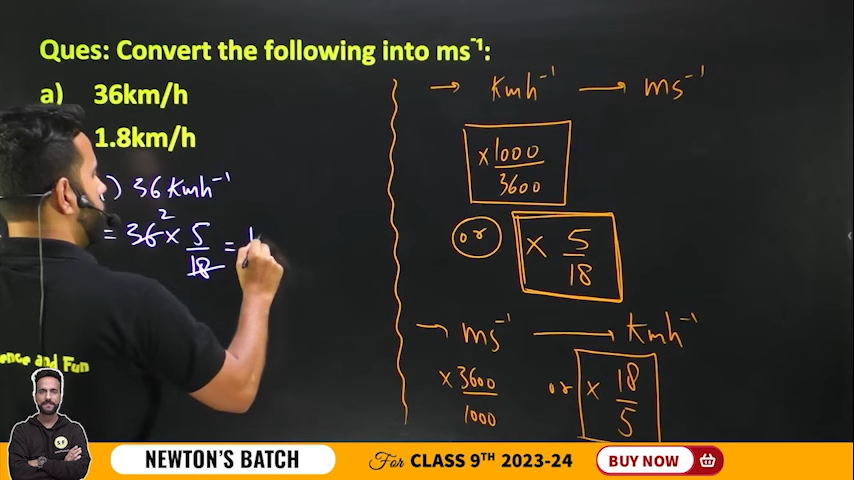 Ques: Convert the following into ms⁻¹:
a) 36km/h
1.8km/h
) 36 Kmh⁻¹
= 36 2 × 5/18 = 1
→ Kmh⁻¹ → ms⁻¹
× 1000/3600
or × 5/18
→ ms⁻¹ → Kmh⁻¹
× 3600/1000 or × 18/5
ence and Fun
NEWTON'S BATCH For CLASS 9TH 2023-24 BUY NOW